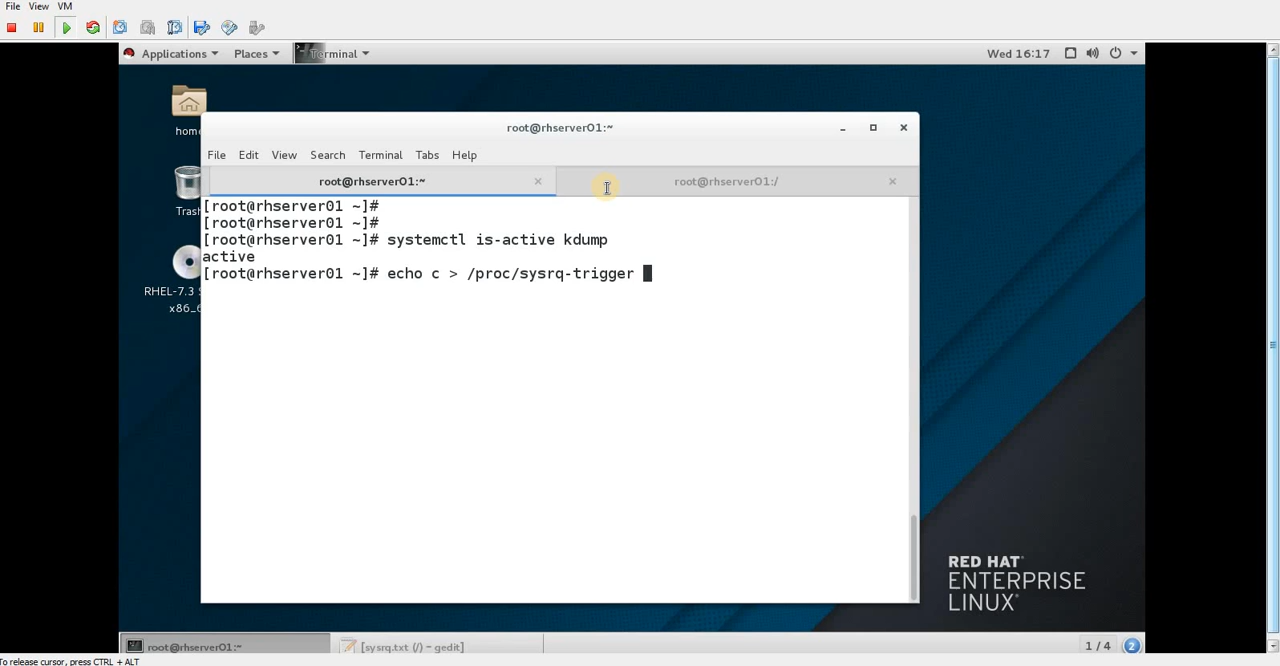 File View VM
Applications Places Terminal Wed 16:17
home
Trash
RHEL-7.3 S
x86_6
root@rhserver01:~
File Edit View Search Terminal Tabs Help
root@rhserver01:~ root@rhserver01:/
[root@rhserver01 ~]#
[root@rhserver01 ~]#
[root@rhserver01 ~]# systemctl is-active kdump
active
[root@rhserver01 ~]# echo c > /proc/sysrq-trigger
RED HAT
ENTERPRISE
LINUX
root@rhserver01:~ [sysrq.txt (/) – gedit] 1 / 4 2
To release cursor, press CTRL + ALT